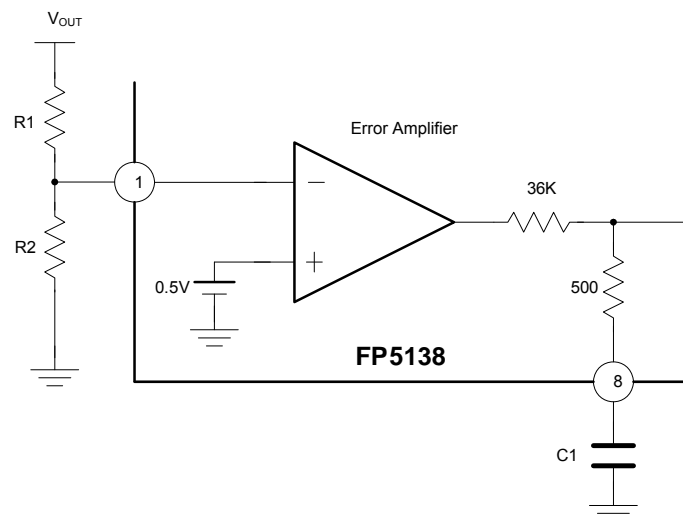 VOUT
R1
Error Amplifier
1
−
36K
R2
+
0.5V
500
FP5138
8
C1